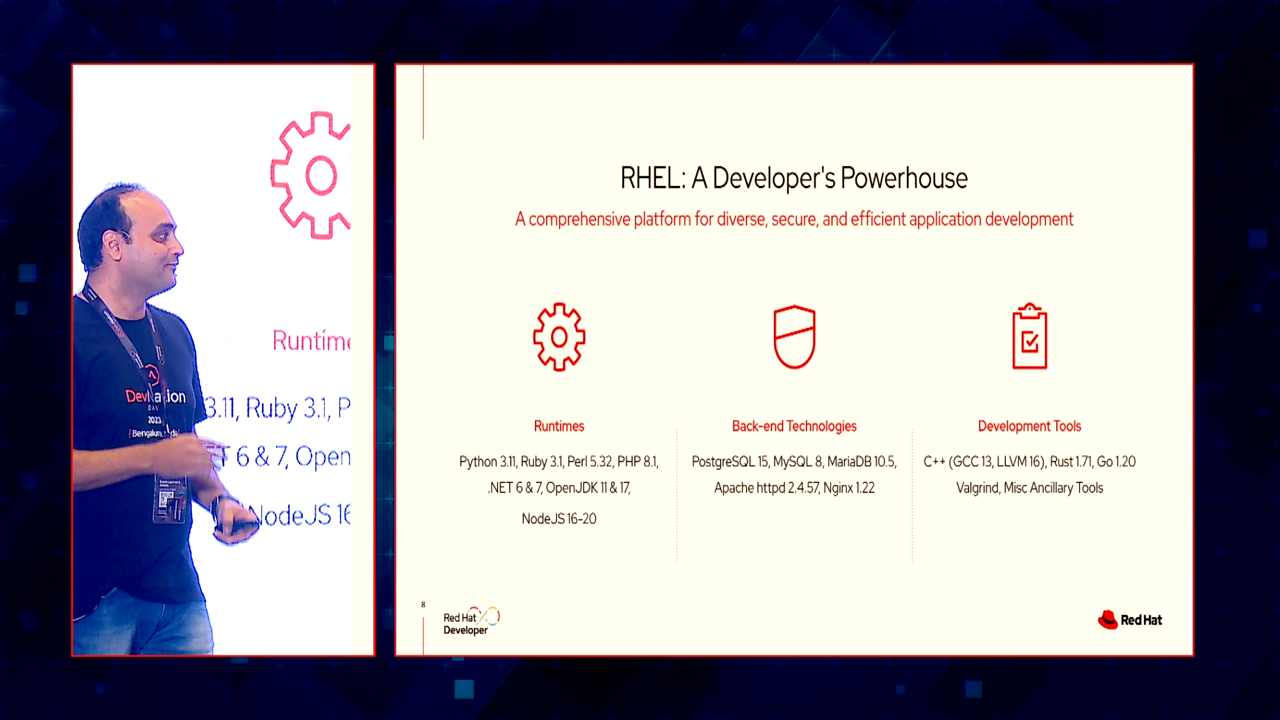 Runtime
3.11, Ruby 3.1, P
T 6 & 7, Open
NodeJS 16
DevNation
DAY
2023
RHEL: A Developer's Powerhouse
A comprehensive platform for diverse, secure, and efficient application development
Runtimes
Python 3.11, Ruby 3.1, Perl 5.32, PHP 8.1,
.NET 6 & 7, OpenJDK 11 & 17,
NodeJS 16-20
Back-end Technologies
PostgreSQL 15, MySQL 8, MariaDB 10.5,
Apache httpd 2.4.57, Nginx 1.22
Development Tools
C++ (GCC 13, LLVM 16), Rust 1.71, Go 1.20
Valgrind, Misc Ancillary Tools
8
Red Hat
Developer
Red Hat